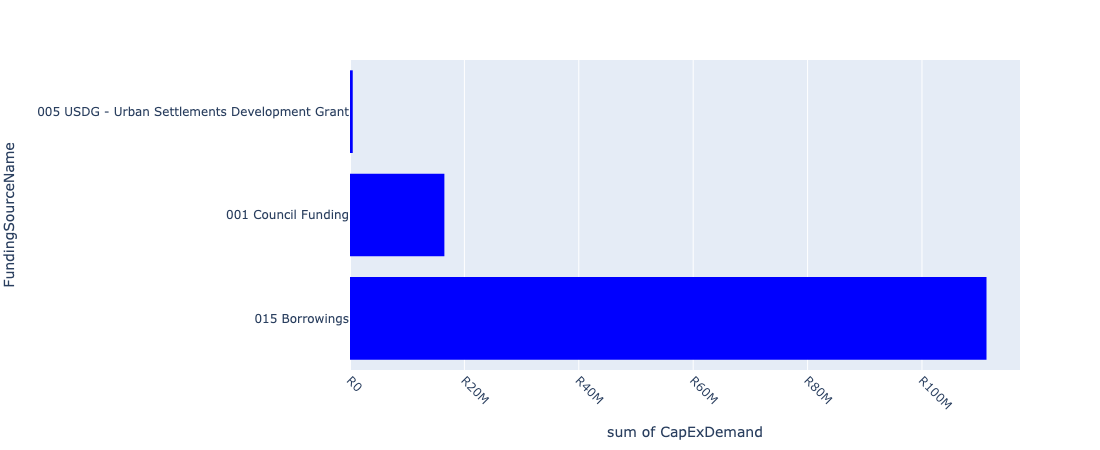 FundingSourceName
005 USDG - Urban Settlements Development Grant
001 Council Funding
015 Borrowings
R0
R20M
R40M
R60M
R80M
R100M
sum of CapExDemand